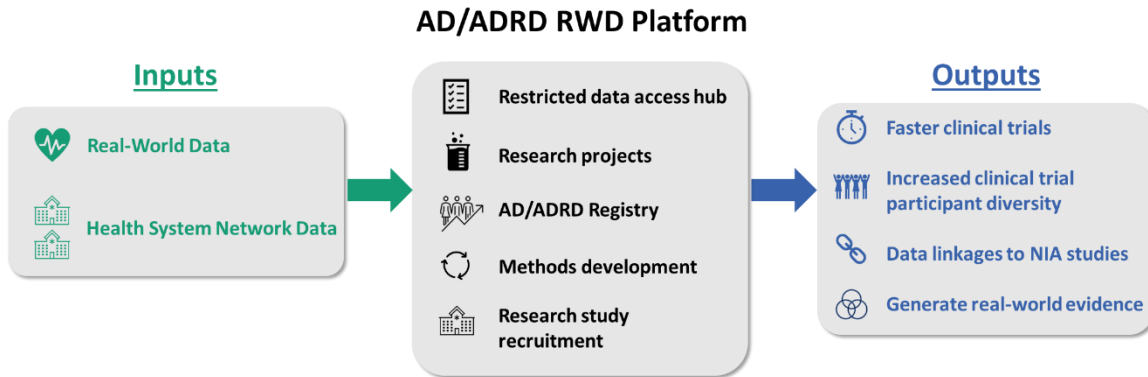 AD/ADRD RWD Platform
Inputs
Real-World Data
Health System Network Data
Restricted data access hub
Research projects
AD/ADRD Registry
Methods development
Research study
recruitment
Outputs
Faster clinical trials
Increased clinical trial
participant diversity
Data linkages to NIA studies
Generate real-world evidence